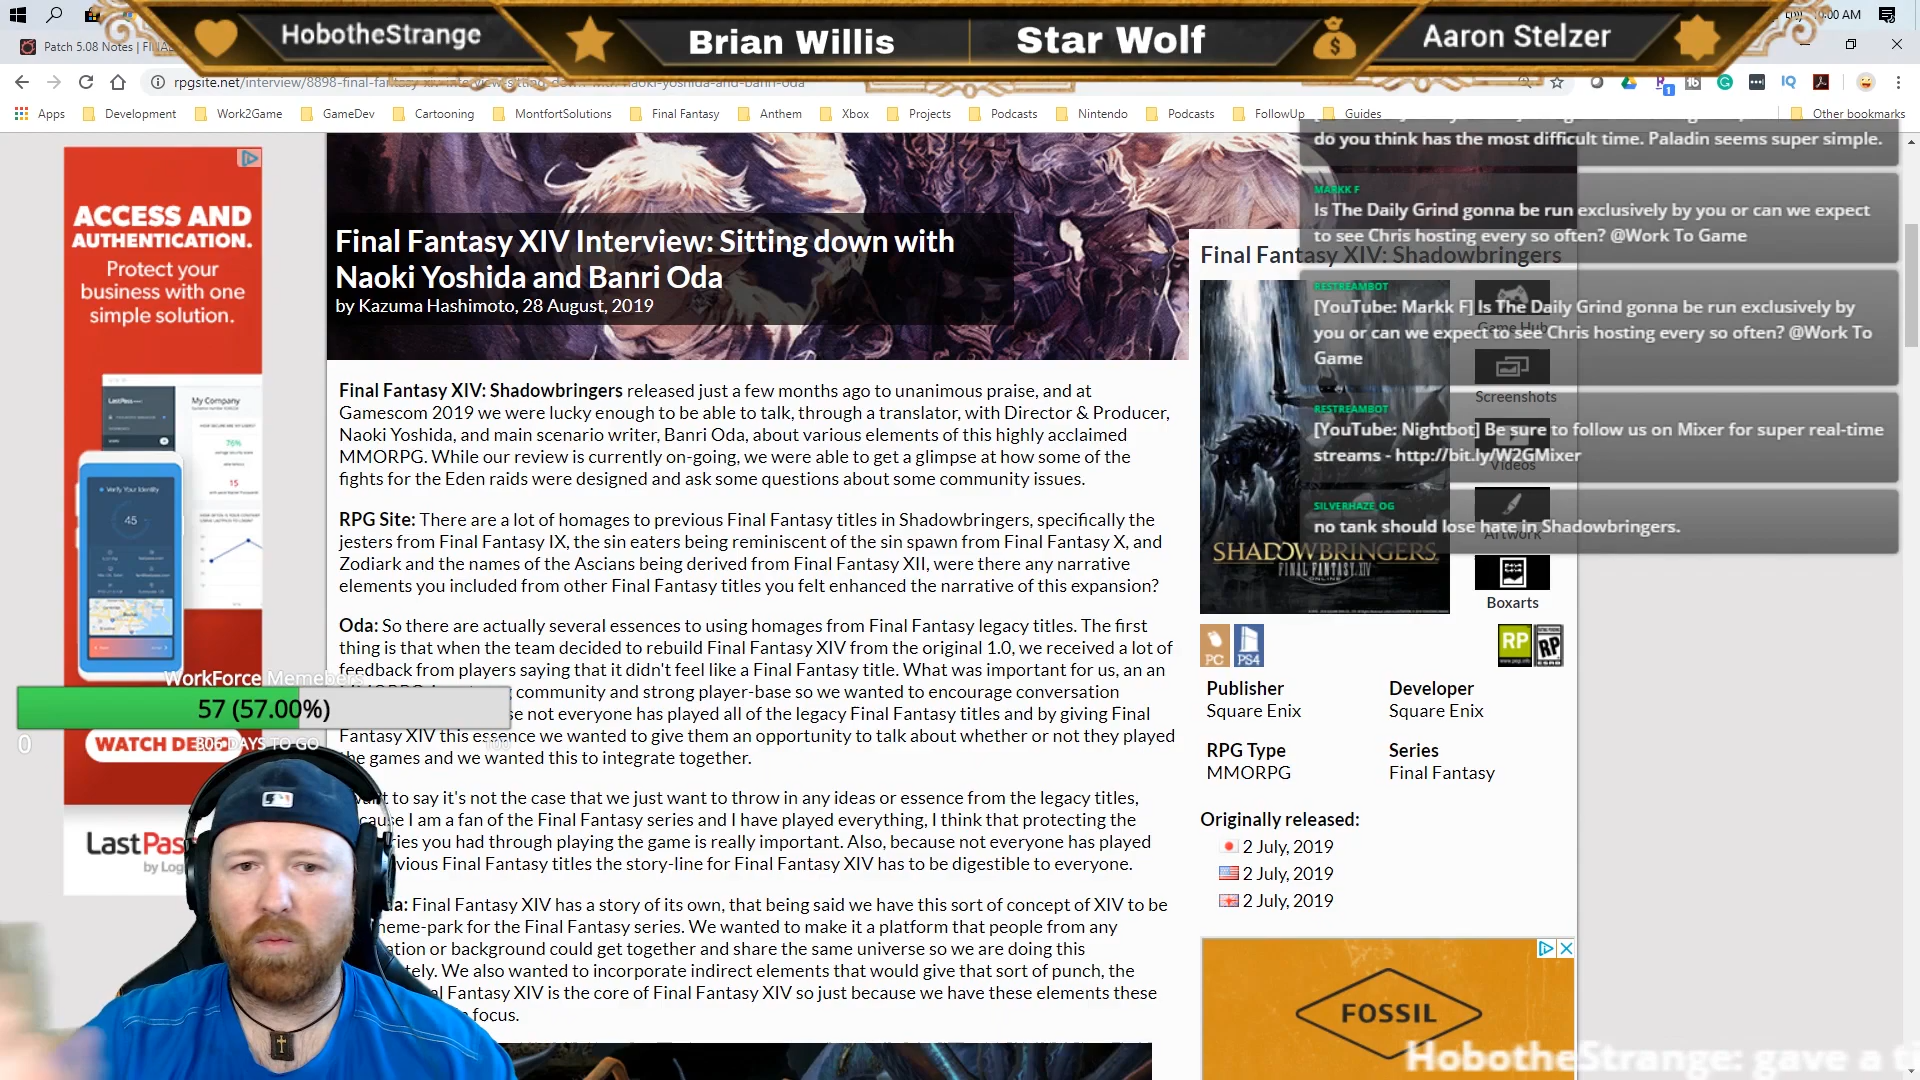 HobotheStrange
Brian Willis
Star Wolf
Aaron Stelzer
:00 AM
Patch 5.08 Notes | FIN
rpgsite.net/interview/8898-final-fantasy-xiv-interview-sitting-down-with-naoki-yoshida-and-banri-oda
Apps Development Work2Game GameDev Cartooning MontfortSolutions Final Fantasy Anthem Xbox Projects Podcasts Nintendo Podcasts FollowUp Guides Other bookmarks
ACCESS AND
AUTHENTICATION.
Protect your
business with one
simple solution.
LastPass
My Company
76%
15
Verify Your Identity
45
WATCH DEMO
LastPas
by Log
WorkForce Memebers
57 (57.00%)
0
306 DAYS TO GO
100
Final Fantasy XIV Interview: Sitting down with
Naoki Yoshida and Banri Oda
by Kazuma Hashimoto, 28 August, 2019
Final Fantasy XIV: Shadowbringers released just a few months ago to unanimous praise, and at
Gamescom 2019 we were lucky enough to be able to talk, through a translator, with Director & Producer,
Naoki Yoshida, and main scenario writer, Banri Oda, about various elements of this highly acclaimed
MMORPG. While our review is currently on-going, we were able to get a glimpse at how some of the
fights for the Eden raids were designed and ask some questions about some community issues.
RPG Site: There are a lot of homages to previous Final Fantasy titles in Shadowbringers, specifically the
jesters from Final Fantasy IX, the sin eaters being reminiscent of the sin spawn from Final Fantasy X, and
Zodiark and the names of the Ascians being derived from Final Fantasy XII, were there any narrative
elements you included from other Final Fantasy titles you felt enhanced the narrative of this expansion?
Oda: So there are actually several essences to using homages from Final Fantasy legacy titles. The first
thing is that when the team decided to rebuild Final Fantasy XIV from the original 1.0, we received a lot of
feedback from players saying that it didn't feel like a Final Fantasy title. What was important for us, an an
community and strong player-base so we wanted to encourage conversation
se not everyone has played all of the legacy Final Fantasy titles and by giving Final
Fantasy XIV this essence we wanted to give them an opportunity to talk about whether or not they played
the games and we wanted this to integrate together.
to say it's not the case that we just want to throw in any ideas or essence from the legacy titles,
cause I am a fan of the Final Fantasy series and I have played everything, I think that protecting the
ries you had through playing the game is really important. Also, because not everyone has played
vious Final Fantasy titles the story-line for Final Fantasy XIV has to be digestible to everyone.
a: Final Fantasy XIV has a story of its own, that being said we have this sort of concept of XIV to be
heme-park for the Final Fantasy series. We wanted to make it a platform that people from any
ation or background could get together and share the same universe so we are doing this
tely. We also wanted to incorporate indirect elements that would give that sort of punch, the
al Fantasy XIV is the core of Final Fantasy XIV so just because we have these elements these
focus.
do you think has the most difficult time. Paladin seems super simple.
MARKK F
Is The Daily Grind gonna be run exclusively by you or can we expect
to see Chris hosting every so often? @Work To Game
RESTREAMBOT
[YouTube: Markk F] Is The Daily Grind gonna be run exclusively by
you or can we expect to see Chris hosting every so often? @Work To
Game
RESTREAMBOT
[YouTube: Nightbot] Be sure to follow us on Mixer for super real-time
streams - http://bit.ly/W2GMixer
SILVERHAZE_OG
no tank should lose hate in Shadowbringers.
Final Fantasy XIV: Shadowbringers
Game Hub
Screenshots
Videos
Artwork
Boxarts
SHADOWBRINGERS
FINAL FANTASY XIV
ONLINE
PC
PS4
RP
RP
Publisher
Square Enix
Developer
Square Enix
RPG Type
MMORPG
Series
Final Fantasy
Originally released:
2 July, 2019
2 July, 2019
2 July, 2019
FOSSIL
HobotheStrange: gave a ti